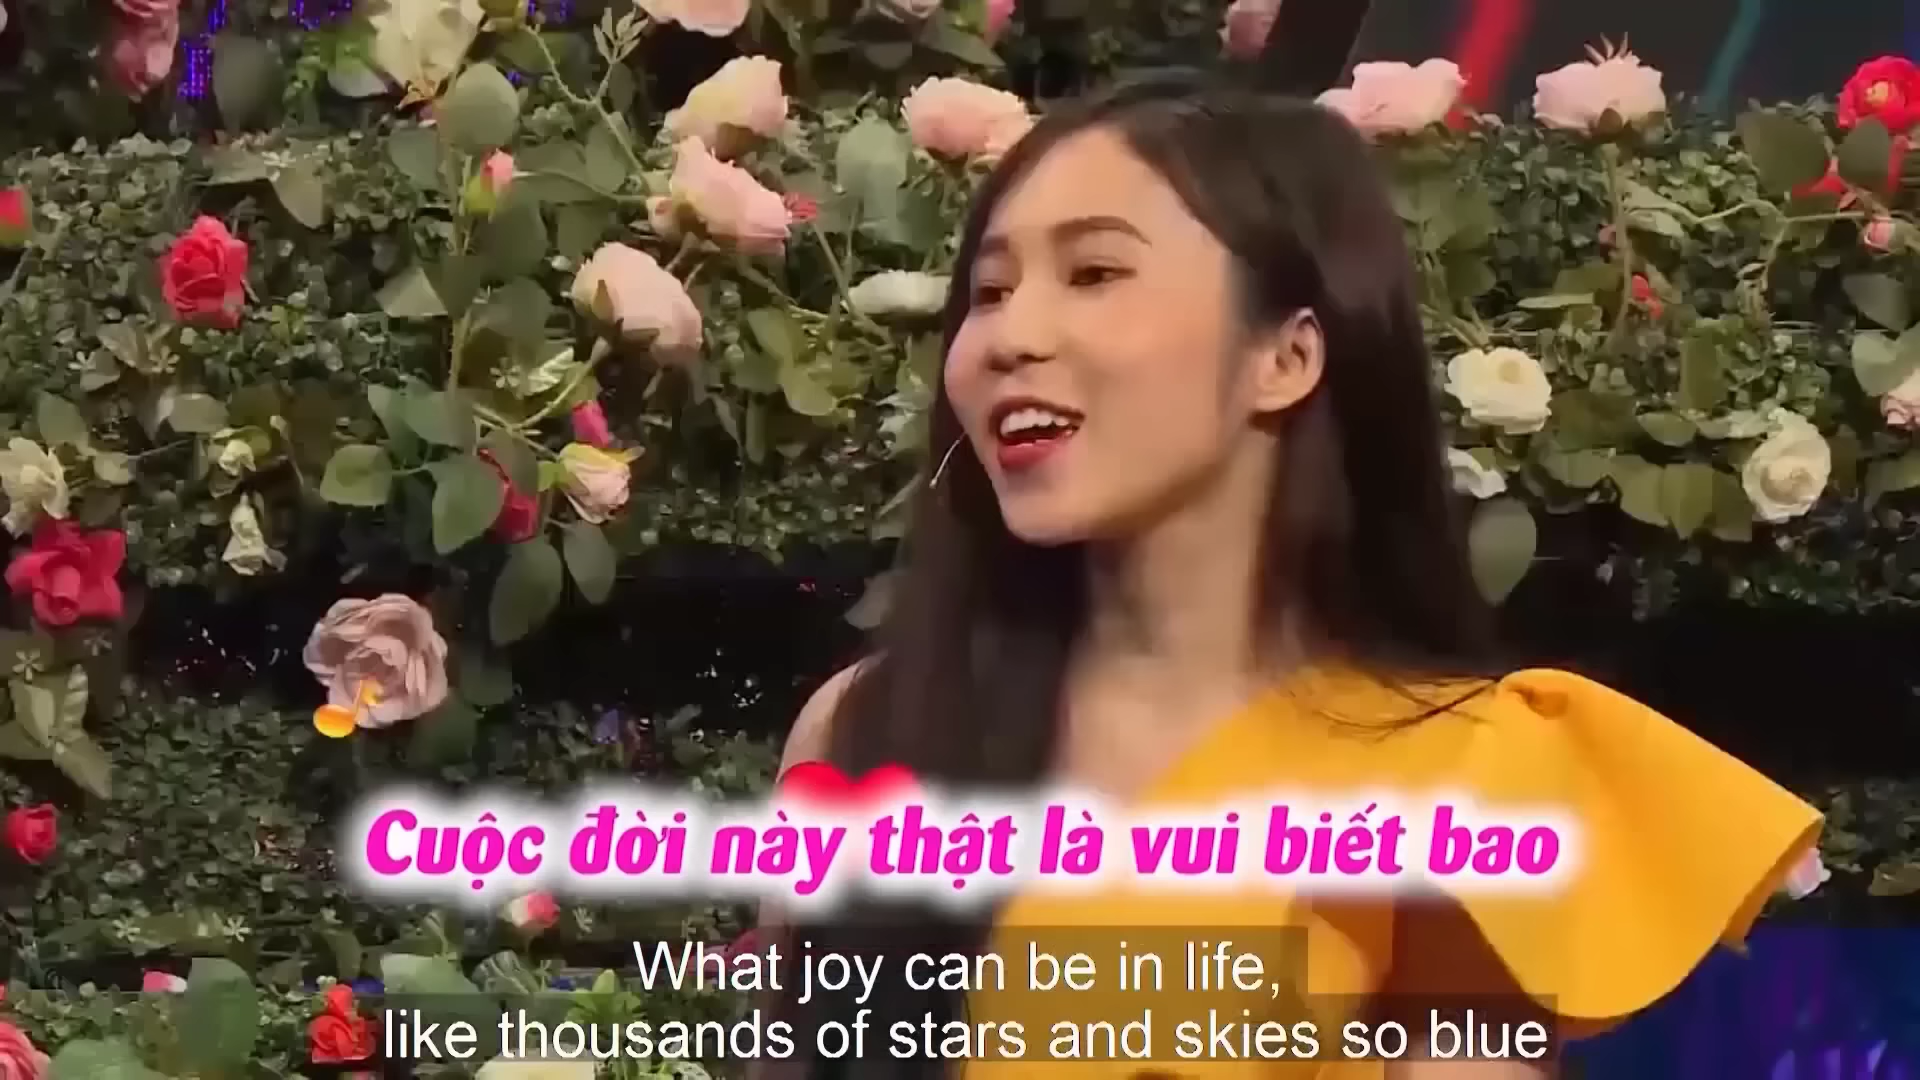 Cuộc đời này thật là vui biết bao
What joy can be in life,
like thousands of stars and skies so blue